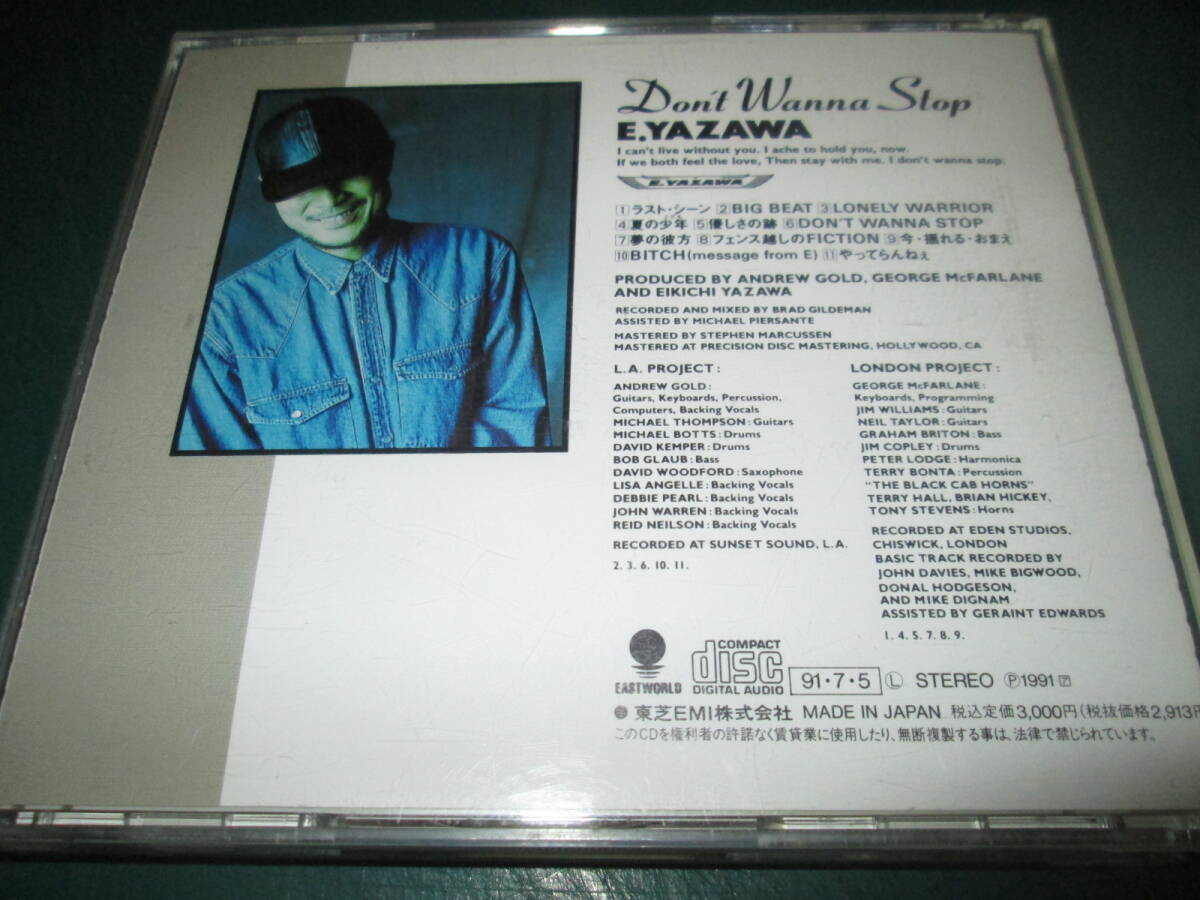 Don't Wanna Stop
E.YAZAWA
I can't live without you. I ache to hold you, now.
If we both feel the love, Then stay with me. I don't wanna stop.
E.YAZAWA
1 ラスト・シーン 2 BIG BEAT 3 LONELY WARRIOR
4 夏の少年 5 優しさの跡 6 DON'T WANNA STOP
7 夢の彼方 8 フェンス越しのFICTION 9 今・揺れる・おまえ
10 BITCH (message from E) 11 やってらんねぇ
PRODUCED BY ANDREW GOLD, GEORGE McFARLANE
AND EIKICHI YAZAWA
RECORDED AND MIXED BY BRAD GILDEMAN
ASSISTED BY MICHAEL PIERSANTE
MASTERED BY STEPHEN MARCUSSEN
MASTERED AT PRECISION DISC MASTERING, HOLLYWOOD, CA
L.A. PROJECT :
ANDREW GOLD :
Guitars, Keyboards, Percussion,
Computers, Backing Vocals
MICHAEL THOMPSON : Guitars
MICHAEL BOTTS : Drums
DAVID KEMPER : Drums
BOB GLAUB : Bass
DAVID WOODFORD : Saxophone
LISA ANGELLE : Backing Vocals
DEBBIE PEARL : Backing Vocals
JOHN WARREN : Backing Vocals
REID NEILSON : Backing Vocals
RECORDED AT SUNSET SOUND, L.A.
2. 3. 6. 10. 11.
LONDON PROJECT :
GEORGE McFARLANE :
Keyboards, Programming
JIM WILLIAMS : Guitars
NEIL TAYLOR : Guitars
GRAHAM BRITON : Bass
JIM COPLEY : Drums
PETER LODGE : Harmonica
TERRY BONTA : Percussion
"THE BLACK CAB HORNS"
TERRY HALL, BRIAN HICKEY,
TONY STEVENS : Horns
RECORDED AT EDEN STUDIOS,
CHISWICK, LONDON
BASIC TRACK RECORDED BY
JOHN DAVIES, MIKE BIGWOOD,
DONAL HODGESON,
AND MIKE DIGNAM
ASSISTED BY GERAINT EDWARDS
1. 4. 5. 7. 8. 9.
EASTWORLD
COMPACT
disc
DIGITAL AUDIO
91・7・5 Ⓛ STEREO Ⓟ1991
東芝EMI株式会社 MADE IN JAPAN 税込定価3,000円(税抜価格2,913円
このCDを権利者の許諾なく賃貸業に使用したり、無断複製する事は、法律で禁じられています。